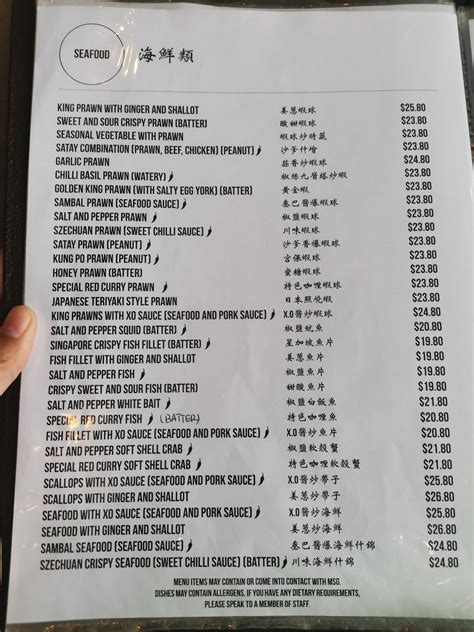 SEAFOOD 海鮮類
KING PRAWN WITH GINGER AND SHALLOT 姜蔥蝦球 $25.80
SWEET AND SOUR CRISPY PRAWN (BATTER) 酸甜蝦球 $23.80
SEASONAL VEGETABLE WITH PRAWN 蝦球炒時蔬 $23.80
SATAY COMBINATION (PRAWN, BEEF, CHICKEN) (PEANUT) 沙爹什燴 $23.80
GARLIC PRAWN 蒜香炒蝦球 $24.80
CHILLI BASIL PRAWN (WATERY) 椒絲九層塔炒蝦 $23.80
GOLDEN KING PRAWN (WITH SALTY EGG YORK) (BATTER) 黃金蝦 $23.80
SAMBAL PRAWN (SEAFOOD SAUCE) 叁巴醬爆蝦球 $23.80
SALT AND PEPPER PRAWN 椒鹽蝦球 $23.80
SZECHUAN PRAWN (SWEET CHILLI SAUCE) 川味蝦球 $23.80
SATAY PRAWN (PEANUT) 沙爹香爆蝦球 $23.80
KUNG PO PRAWN (PEANUT) 宮保蝦球 $23.80
HONEY PRAWN (BATTER) 蜜糖蝦球 $23.80
SPECIAL RED CURRY PRAWN 特色咖喱蝦球 $23.80
JAPANESE TERIYAKI STYLE PRAWN 日本照燒蝦 $23.80
KING PRAWNS WITH XO SAUCE (SEAFOOD AND PORK SAUCE) X.O醬炒蝦球 $24.80
SALT AND PEPPER SQUID (BATTER) 椒鹽魷魚 $20.80
SINGAPORE CRISPY FISH FILLET (BATTER) 星加坡魚片 $19.80
FISH FILLET WITH GINGER AND SHALLOT 姜蔥魚片 $19.80
SALT AND PEPPER FISH 椒鹽魚片 $19.80
CRISPY SWEET AND SOUR FISH (BATTER) 甜酸魚片 $19.80
SALT AND PEPPER WHITE BAIT 椒鹽白飯魚 $19.80
SPECIAL RED CURRY FISH (BATTER) 特色咖喱魚 $20.80
FISH FILLET WITH XO SAUCE (SEAFOOD AND PORK SAUCE) X.O醬炒魚片 $20.80
SALT AND PEPPER SOFT SHELL CRAB 椒鹽軟殼蟹 $21.80
SPECIAL RED CURRY SOFT SHELL CRAB 特色咖喱軟殼蟹 $21.80
SCALLOPS WITH XO SAUCE (SEAFOOD AND PORK SAUCE) X.O醬炒帶子 $26.80
SCALLOPS WITH GINGER AND SHALLOT 姜蔥炒帶子 $25.80
SEAFOOD WITH XO SAUCE (SEAFOOD AND PORK SAUCE) X.O醬炒海鮮 $26.80
SEAFOOD WITH GINGER AND SHALLOT 姜蔥炒海鮮 $24.80
SAMBAL SEAFOOD (SEAFOOD SAUCE) 叁巴醬爆海鮮什錦 $24.80
SZECHUAN CRISPY SEAFOOD (SWEET CHILLI SAUCE) (BATTER) 川味海鮮什錦 $24.80
MENU ITEMS MAY CONTAIN OR COME INTO CONTACT WITH MSG.
DISHES MAY CONTAIN ALLERGENS. IF YOU HAVE ANY DIETARY REQUIREMENTS,
PLEASE SPEAK TO A MEMBER OF STAFF.